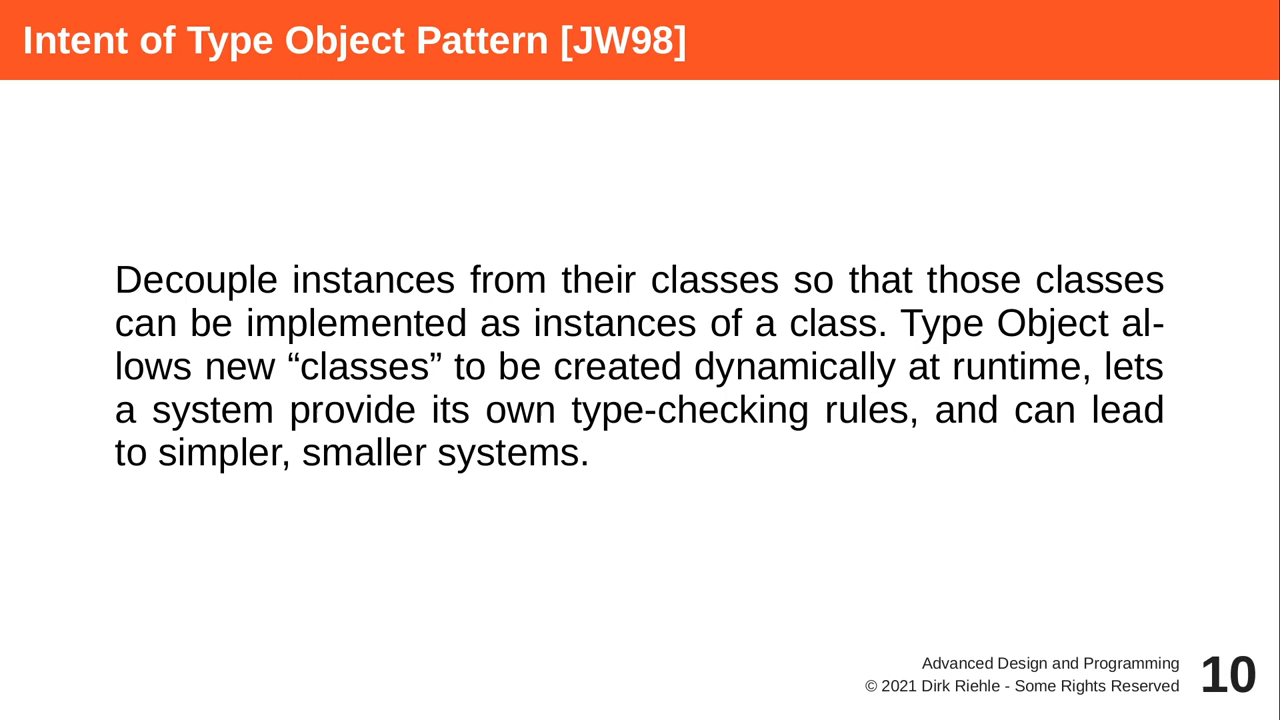 Intent of Type Object Pattern [JW98]
Decouple instances from their classes so that those classes
can be implemented as instances of a class. Type Object al-
lows new “classes” to be created dynamically at runtime, lets
a system provide its own type-checking rules, and can lead
to simpler, smaller systems.
Advanced Design and Programming
© 2021 Dirk Riehle - Some Rights Reserved
10